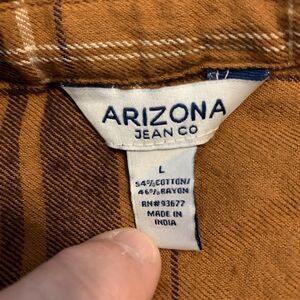 ARIZONA
JEAN CO
L
54%COTTON/
46%RAYON
RN#93677
MADE IN
INDIA